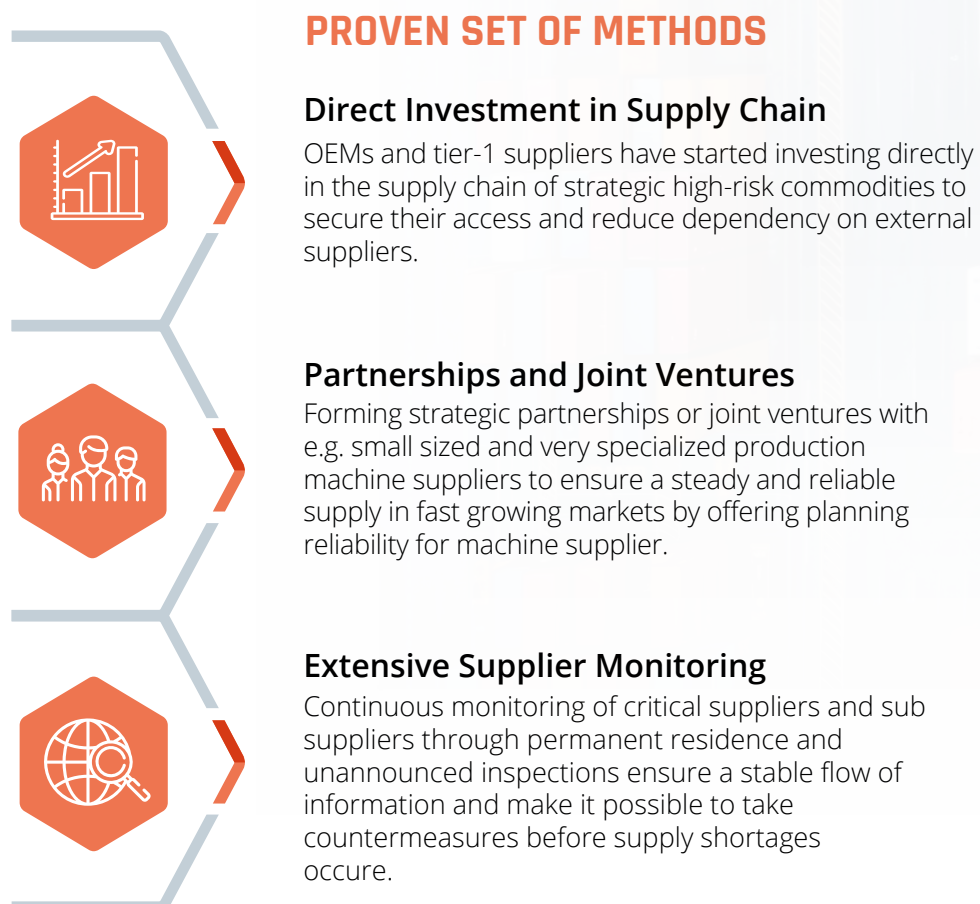 PROVEN SET OF METHODS
Direct Investment in Supply Chain
OEMs and tier-1 suppliers have started investing directly
in the supply chain of strategic high-risk commodities to
secure their access and reduce dependency on external
suppliers.
Partnerships and Joint Ventures
Forming strategic partnerships or joint ventures with
e.g. small sized and very specialized production
machine suppliers to ensure a steady and reliable
supply in fast growing markets by offering planning
reliability for machine supplier.
Extensive Supplier Monitoring
Continuous monitoring of critical suppliers and sub
suppliers through permanent residence and
unannounced inspections ensure a stable flow of
information and make it possible to take
countermeasures before supply shortages
occure.